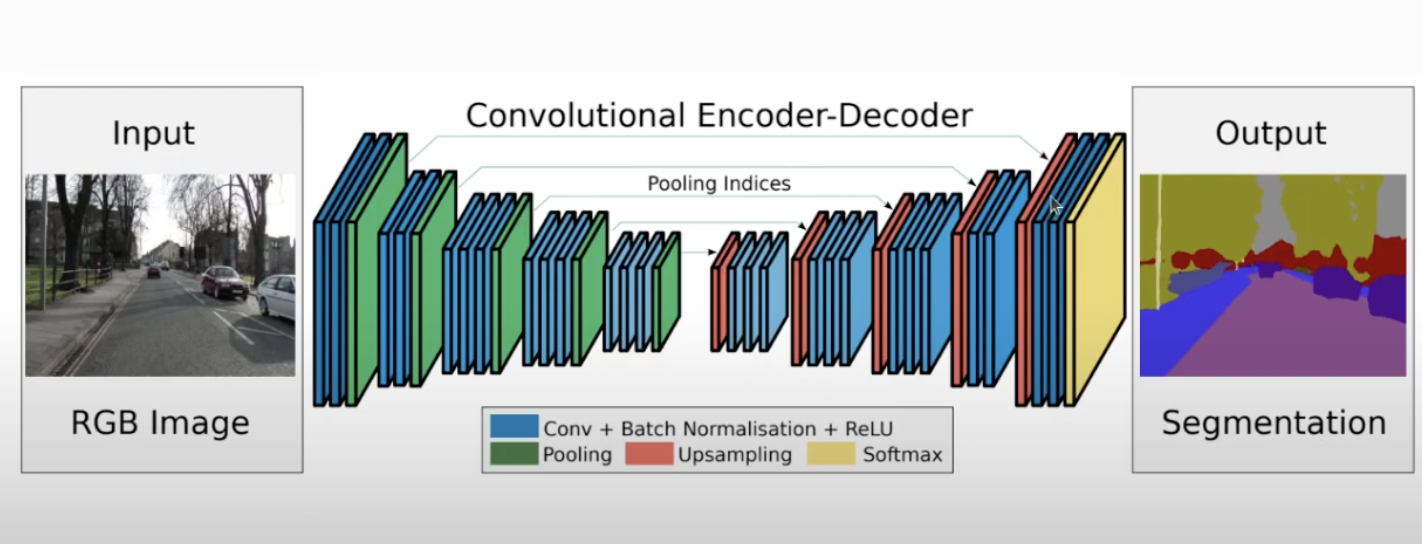 Convolutional Encoder-Decoder
Input
Output
Pooling Indices
RGB Image
Segmentation
Conv + Batch Normalisation + ReLU
Pooling Upsampling Softmax